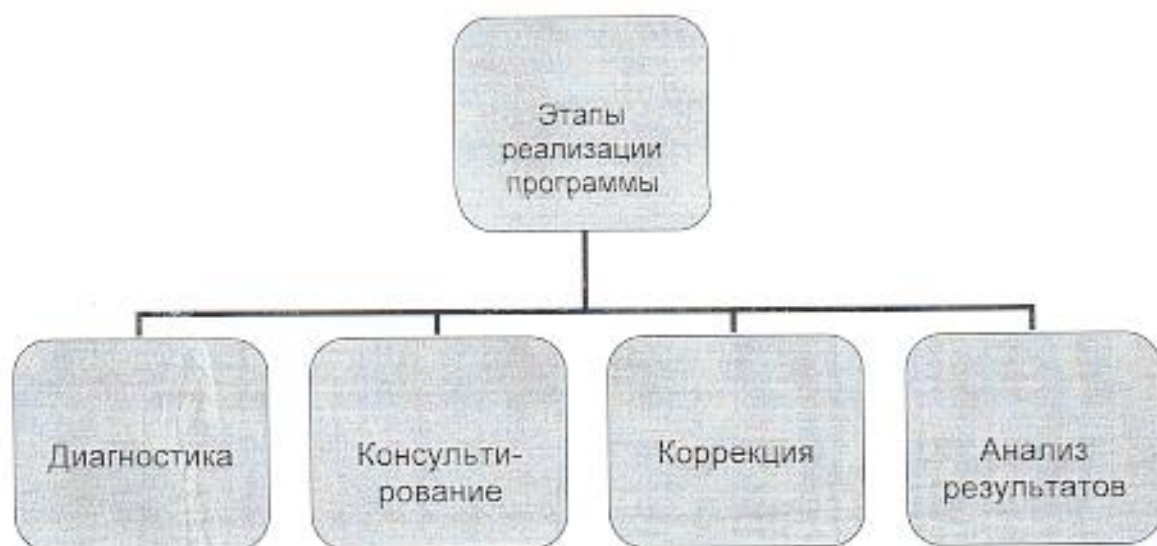 Этапы
реализации
программы
Диагностика
Консульти-
рование
Коррекция
Анализ
результатов